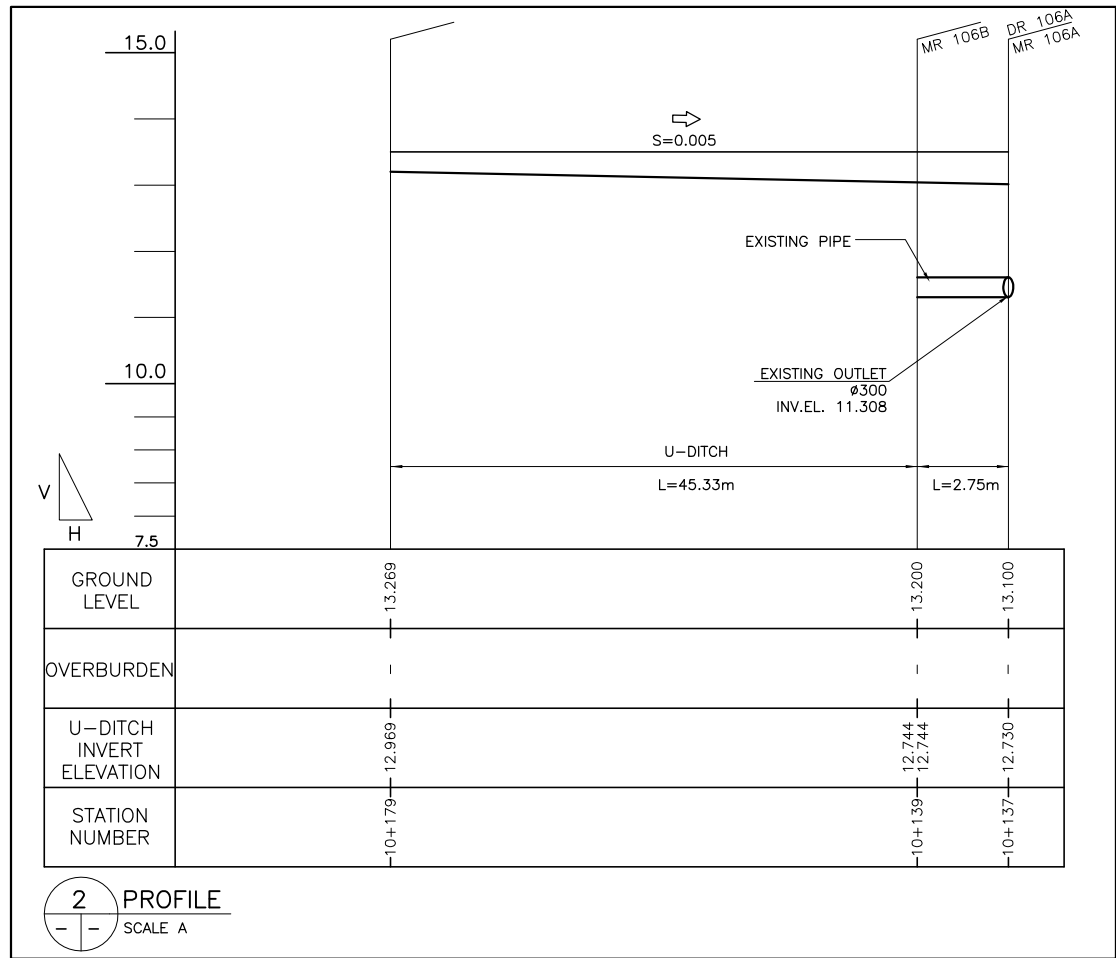 15.0
MR 106B
DR 106A
MR 106A
S=0.005
EXISTING PIPE
10.0
EXISTING OUTLET
ø300
INV.EL. 11.308
U-DITCH
L=45.33m
L=2.75m
V
H
7.5
GROUND
LEVEL
13.269
13.200
13.100
OVERBURDEN
-
-
-
U-DITCH
INVERT
ELEVATION
12.969
12.744
12.744
12.730
STATION
NUMBER
10+179
10+139
10+137
2
PROFILE
- -
SCALE A